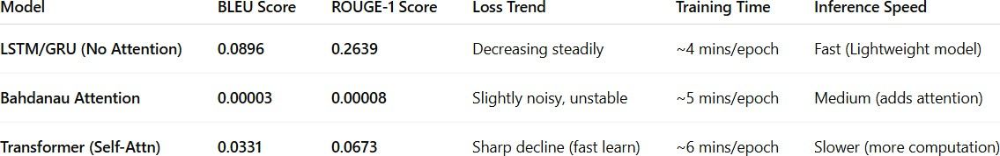 Model BLEU Score ROUGE-1 Score Loss Trend Training Time Inference Speed
LSTM/GRU (No Attention) 0.0896 0.2639 Decreasing steadily ~4 mins/epoch Fast (Lightweight model)
Bahdanau Attention 0.00003 0.00008 Slightly noisy, unstable ~5 mins/epoch Medium (adds attention)
Transformer (Self-Attn) 0.0331 0.0673 Sharp decline (fast learn) ~6 mins/epoch Slower (more computation)